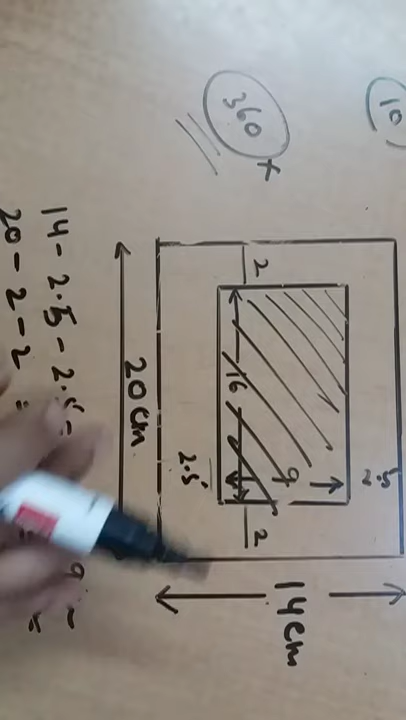 10
360 x
2
16
9
2.5
2.5
2
20 cm
14 cm
14 - 2.5 - 2.5 =
9
20 - 2 - 2 =